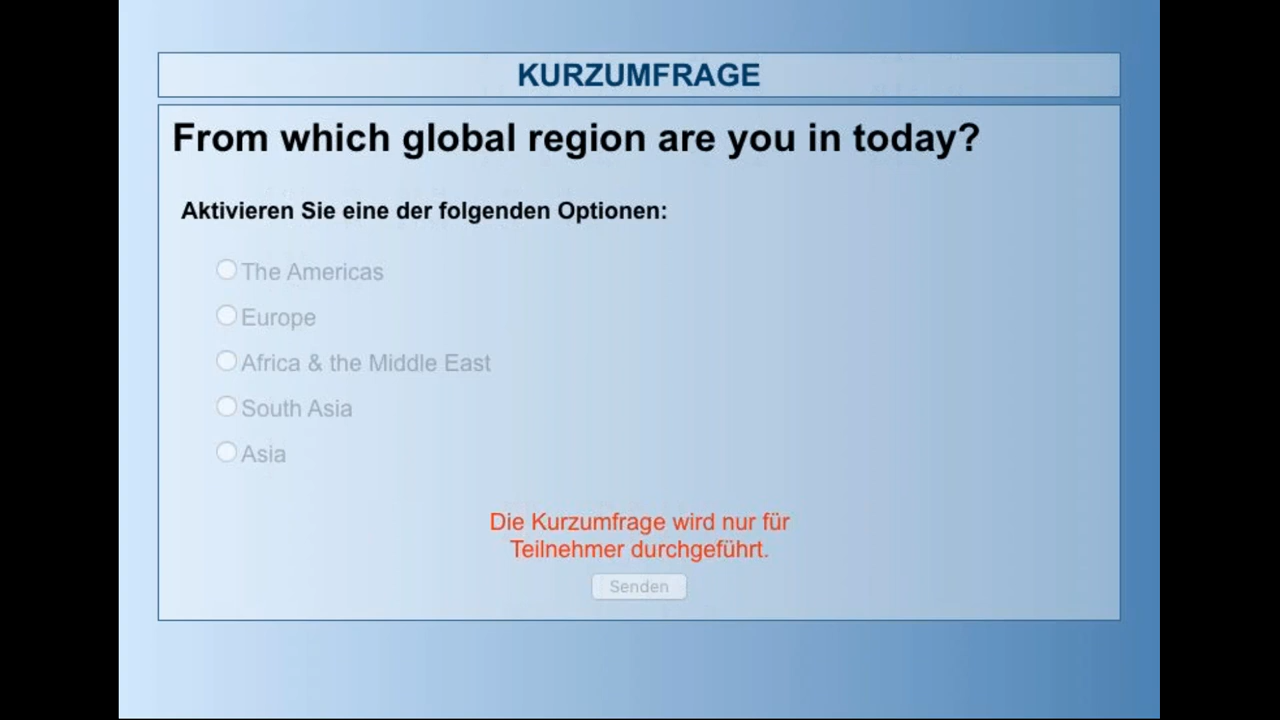 KURZUMFRAGE
From which global region are you in today?
Aktivieren Sie eine der folgenden Optionen:
The Americas
Europe
Africa & the Middle East
South Asia
Asia
Die Kurzumfrage wird nur für
Teilnehmer durchgeführt.
Senden